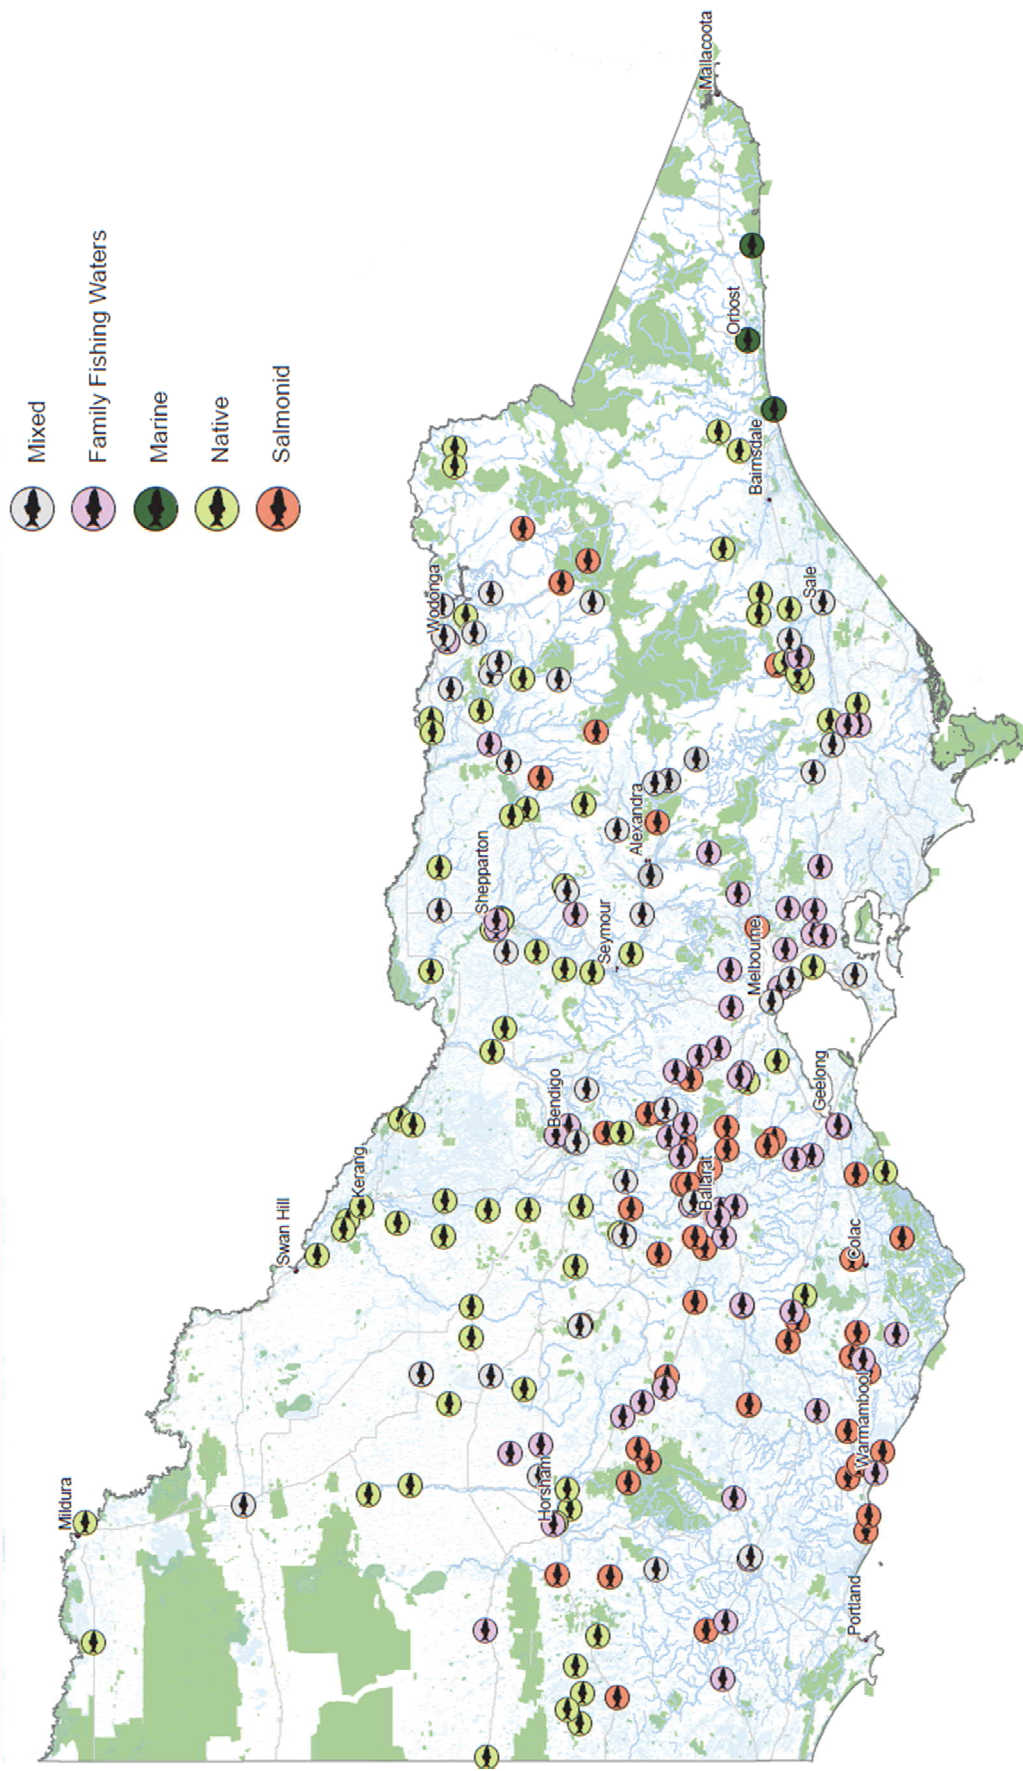 Mixed
Family Fishing Waters
Marine
Native
Salmonid
Mildura
Swan Hill
Kerang
Wodonga
Shepparton
Bendigo
Horsham
Seymour
Alexandra
Mallacoota
Orbost
Bairnsdale
Sale
Melbourne
Ballarat
Geelong
Colac
Warrnambool
Portland